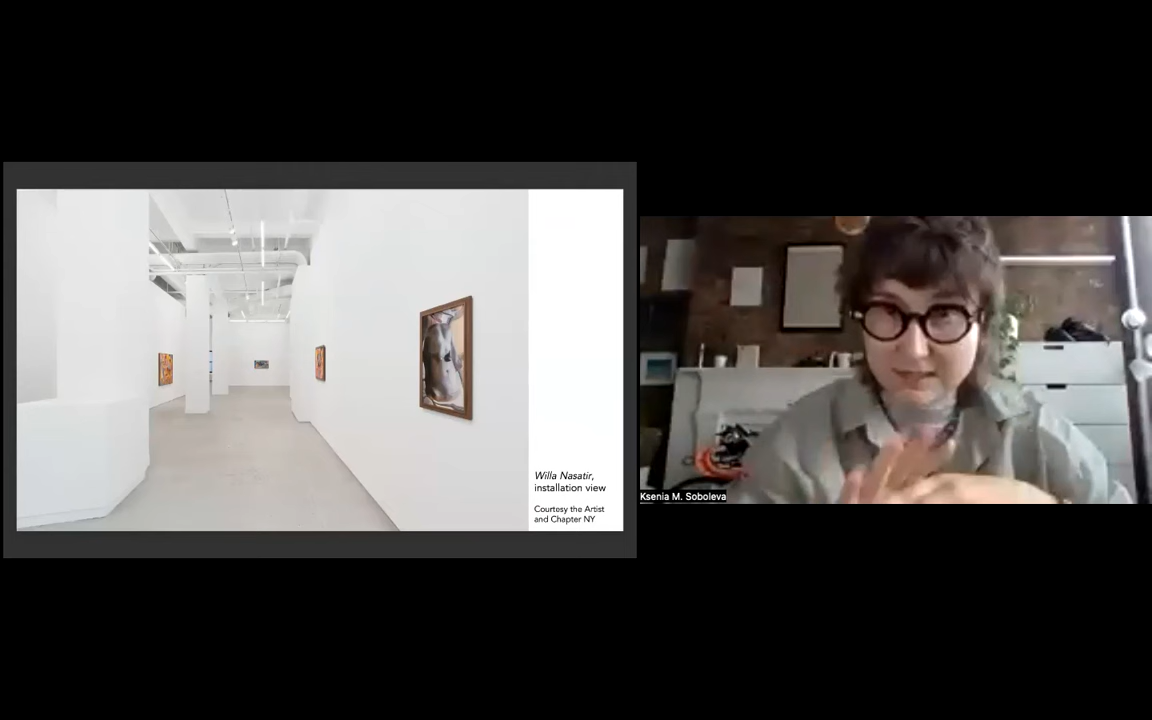 Willa Nasatir,
installation view
Courtesy the Artist
and Chapter NY
Ksenia M. Soboleva